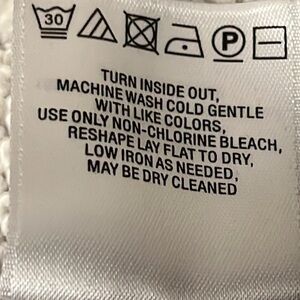 30 P
TURN INSIDE OUT,
MACHINE WASH COLD GENTLE
WITH LIKE COLORS,
USE ONLY NON-CHLORINE BLEACH,
RESHAPE LAY FLAT TO DRY,
LOW IRON AS NEEDED,
MAY BE DRY CLEANED